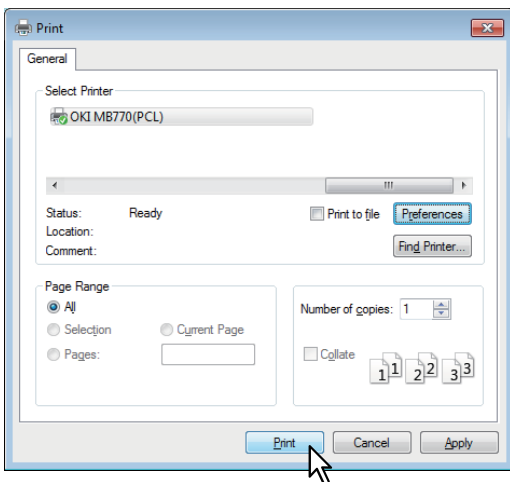 Print
General
Select Printer
OKI MB770(PCL)
Status: Ready
Print to file
Preferences
Location:
Comment:
Find Printer...
Page Range
All
Selection
Current Page
Pages:
Number of copies: 1
Collate
1 1 2 2 3 3
Print Cancel Apply